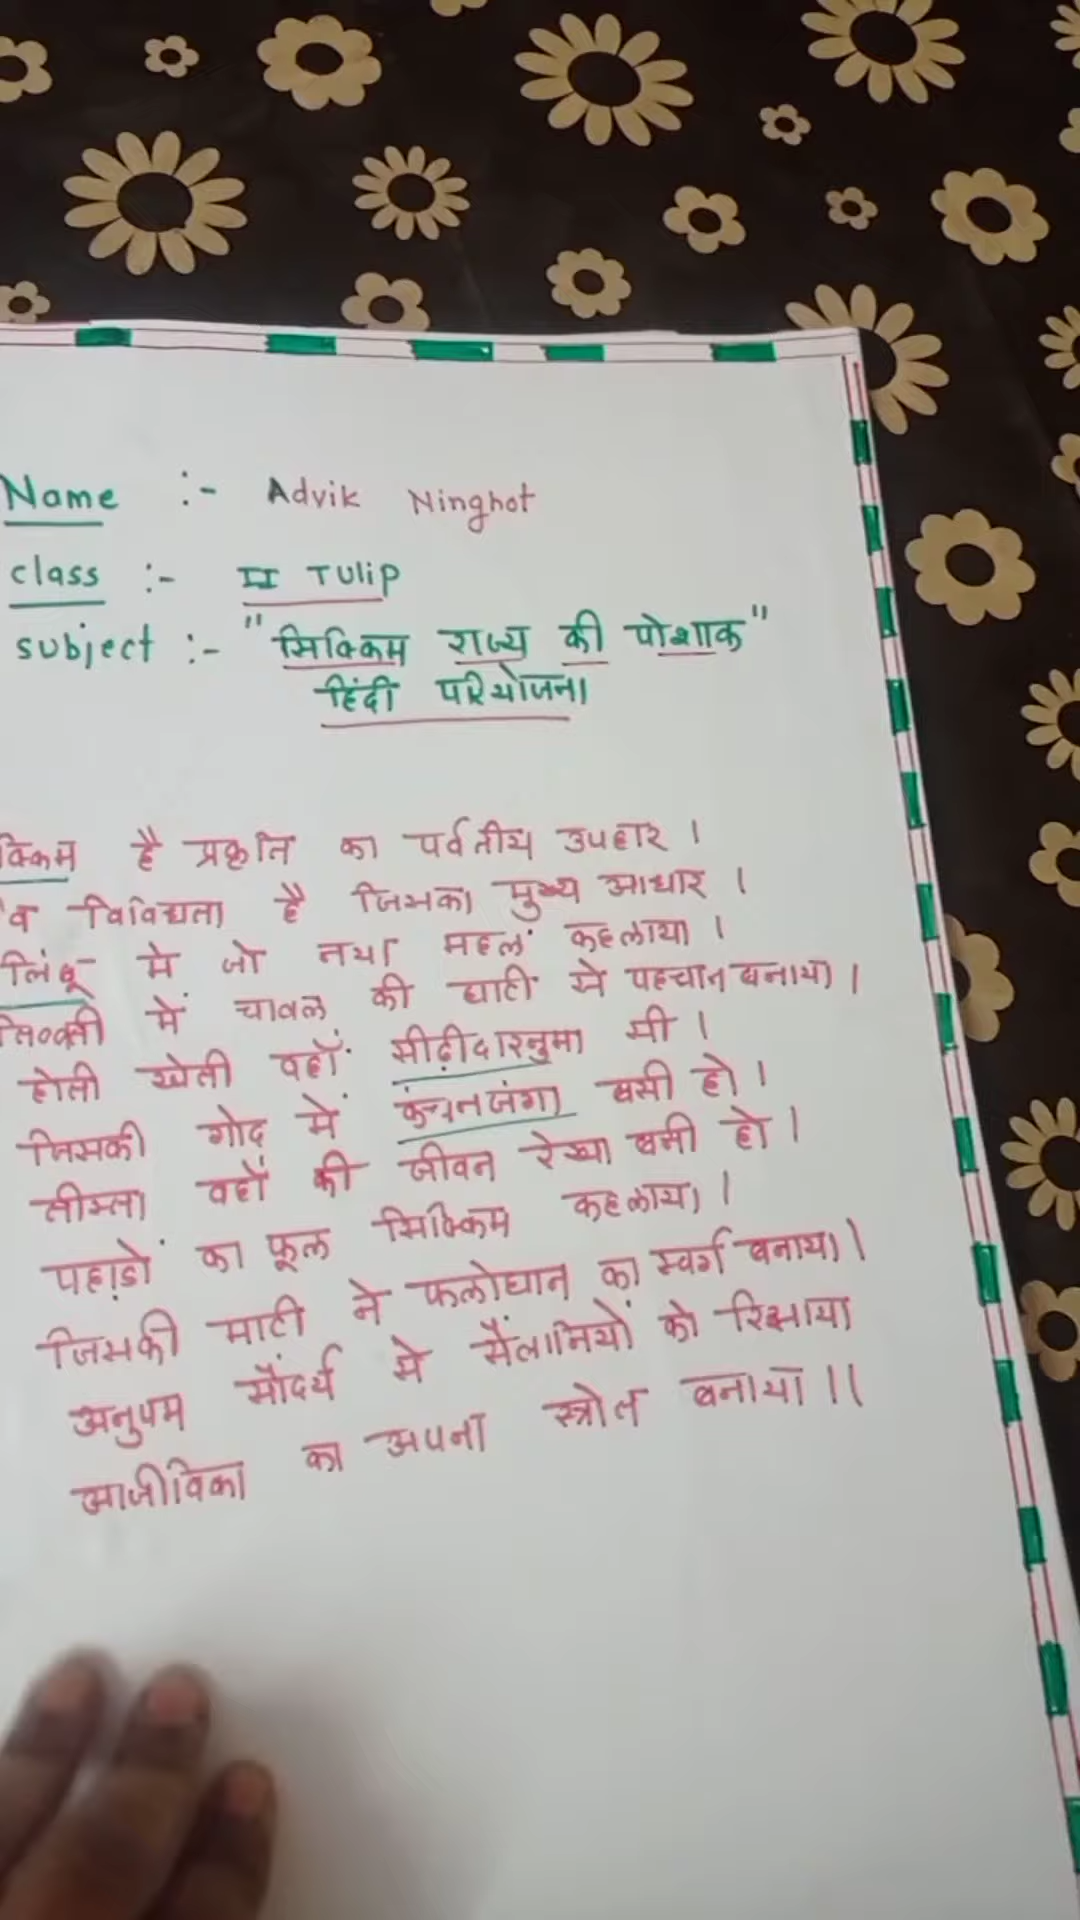 Name :- Advik Ninghot
class :- II TUlip
subject :- "सिक्किम राज्य की पोशाक"
हिंदी परियोजना
क्किम है प्रकृति का पर्वतीय उपहार ।
व विविधता है जिसका मुख्य आधार ।
लिंबू में जो नया महल कहलाया ।
में चावल की घाटी से पहचान बनाया ।
होती खेती वहाँ सीढ़ीदारनुमा सी ।
जिसकी गोद में कंचनजंगा बसी हो ।
तीस्ता वहाँ की जीवन रेखा बसी हो ।
पहाड़ों का फूल सिक्किम कहलाया ।
जिसकी माटी ने फलोघान का स्वर्ग बनाया ।
अनुपम सौंदर्य से सैंलानियों को रिझाया
आजीविका का अपना स्त्रोत बनाया ।।